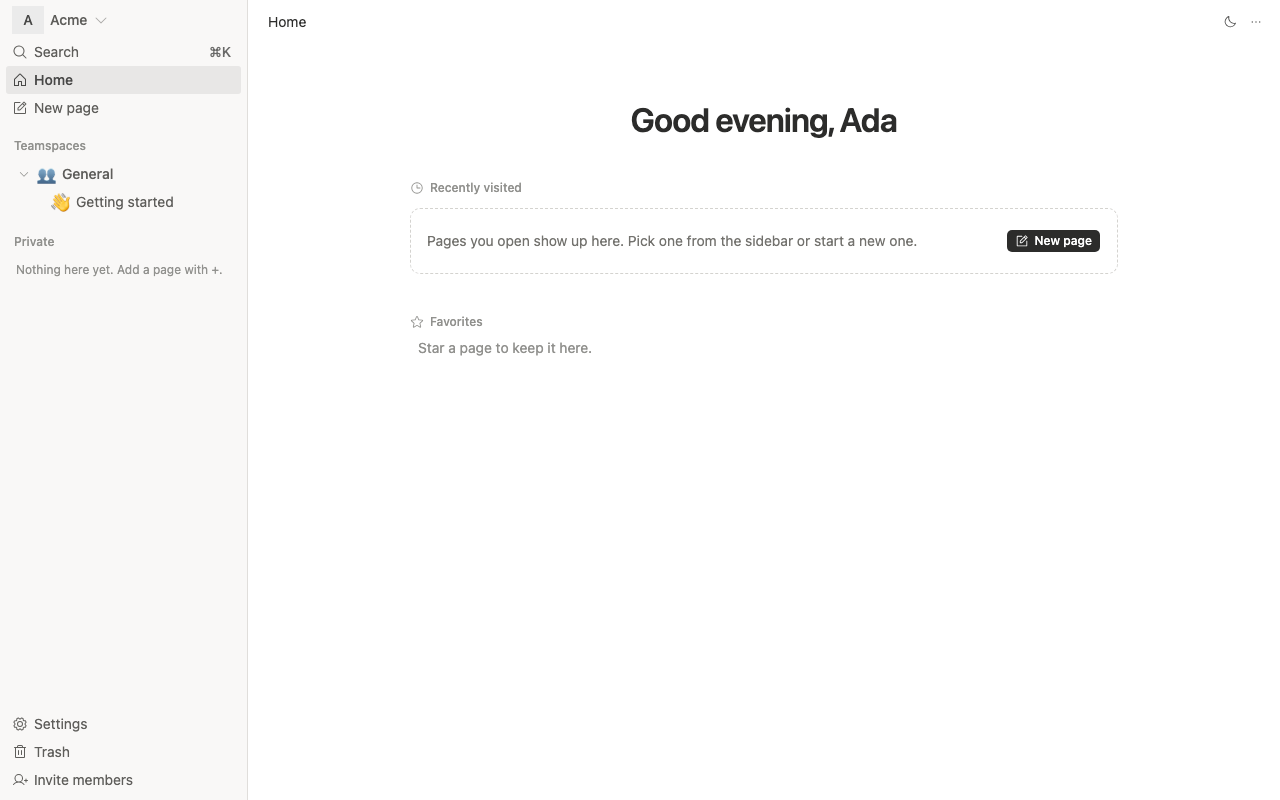 A Acme
Search ⌘K
Home
New page
Teamspaces
General
Getting started
Private
Nothing here yet. Add a page with +.
Settings
Trash
Invite members
Home
Good evening, Ada
Recently visited
Pages you open show up here. Pick one from the sidebar or start a new one.
New page
Favorites
Star a page to keep it here.